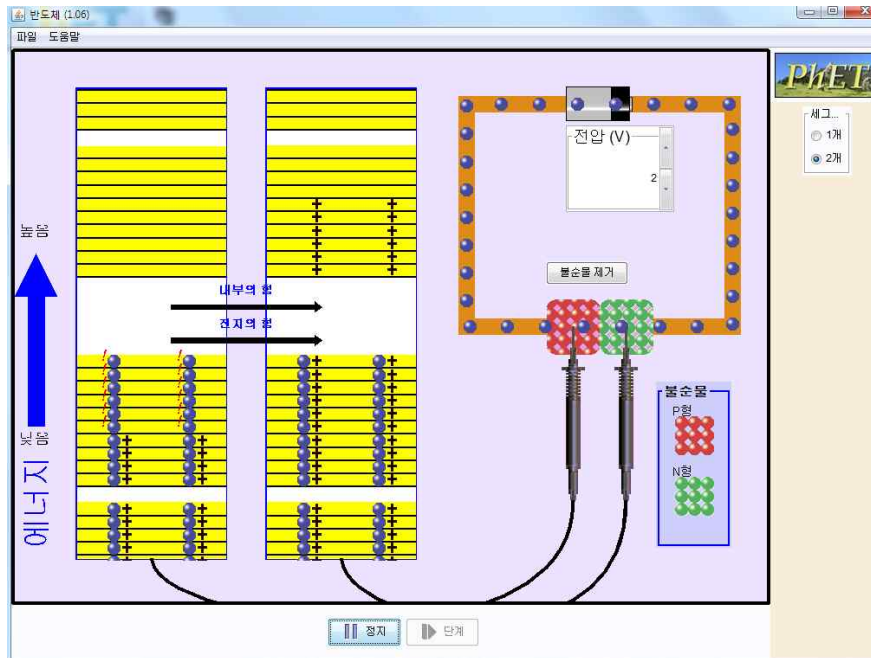 반도체 (1.06)
파일 도움말
PhET
세그...
1개
2개
전압 (V)
2
높음
불순물 제거
내부의 힘
전지의 힘
불순물
P형
N형
낮음
에너지
정지
단계